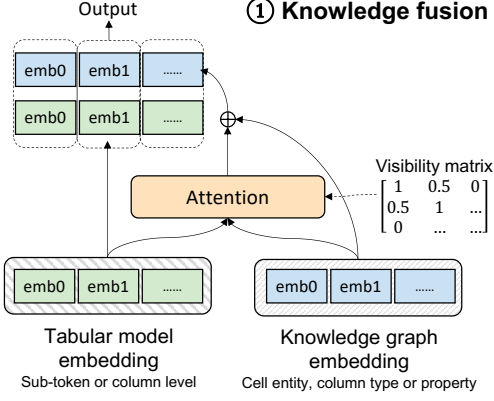 Output
① Knowledge fusion
emb0 emb1 ......
emb0 emb1 ......
Visibility matrix
1 0.5 0
0.5 1 ...
0 ... ...
Attention
emb0 emb1 ......
emb0 emb1 ......
Tabular model
embedding
Sub-token or column level
Knowledge graph
embedding
Cell entity, column type or property